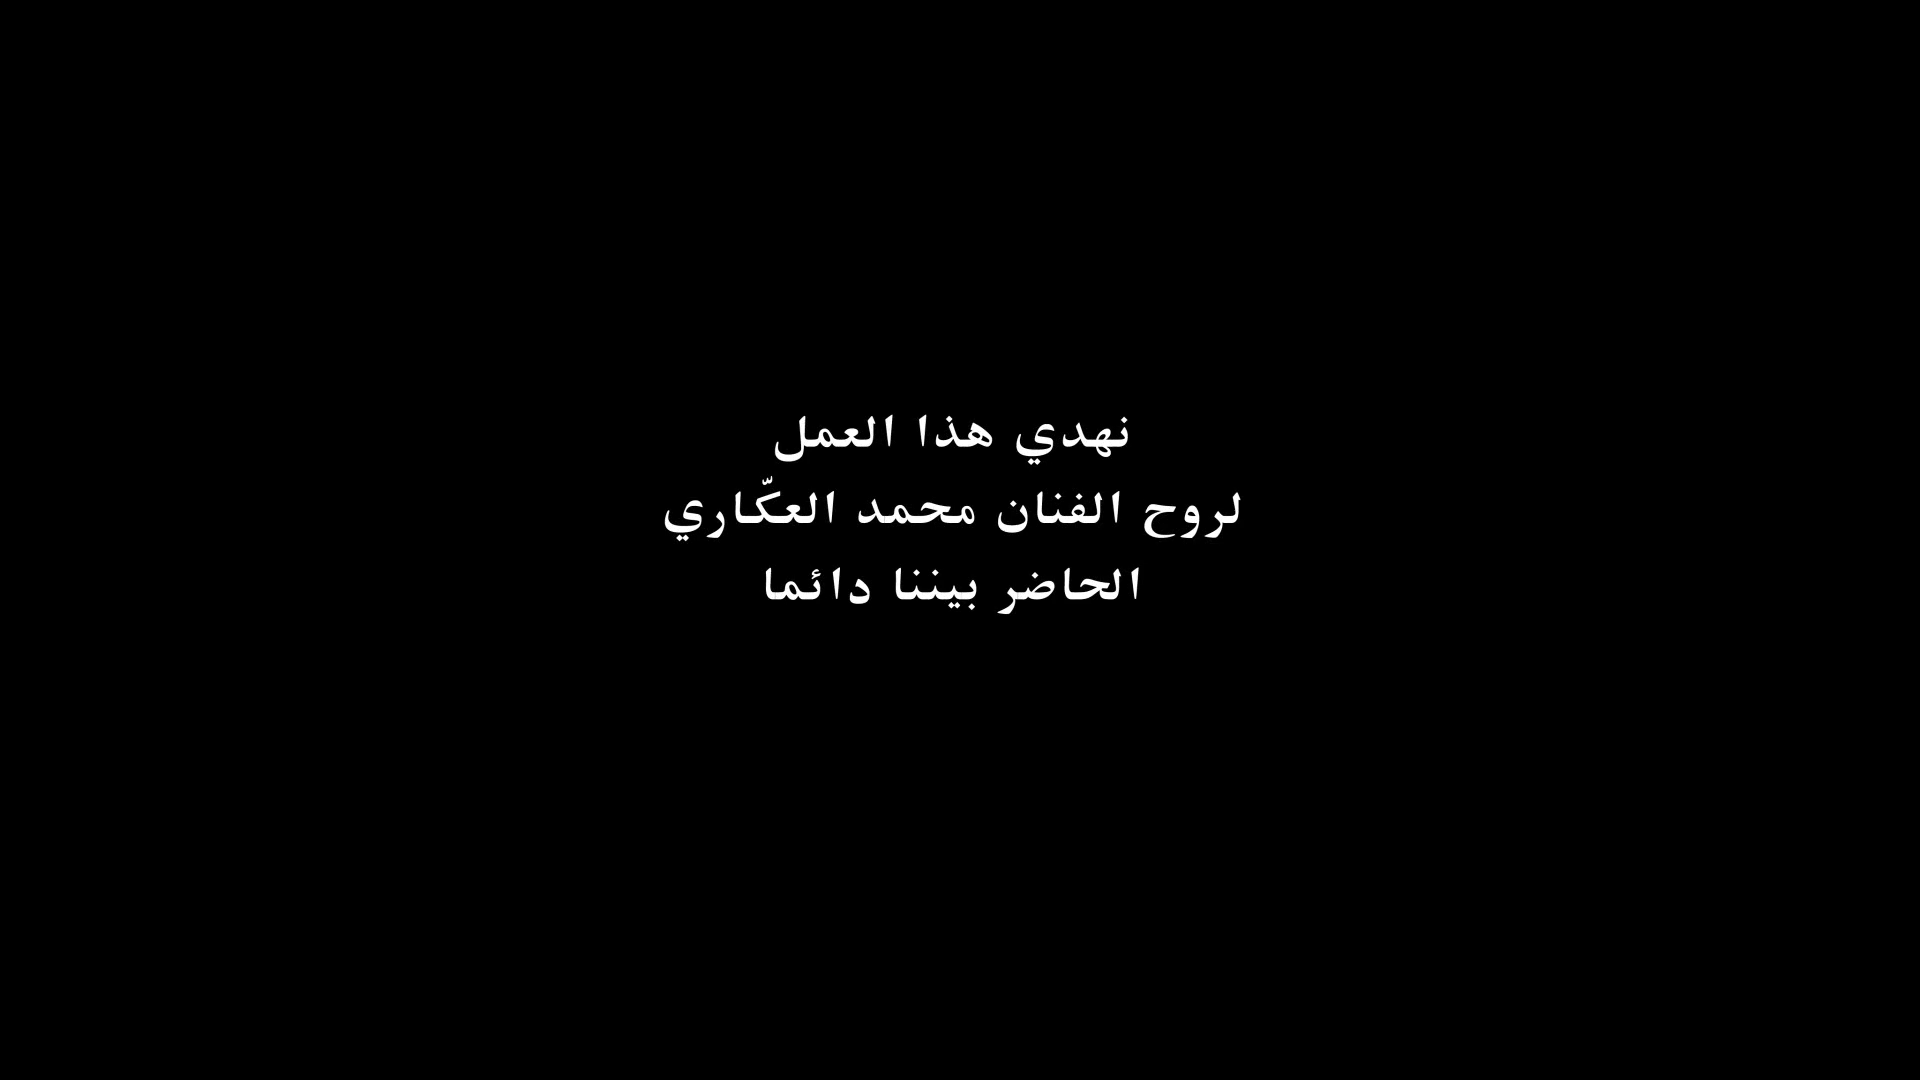 نهدي هذا العمل
لروح الفنان محمد العكّاري
الحاضر بيننا دائما